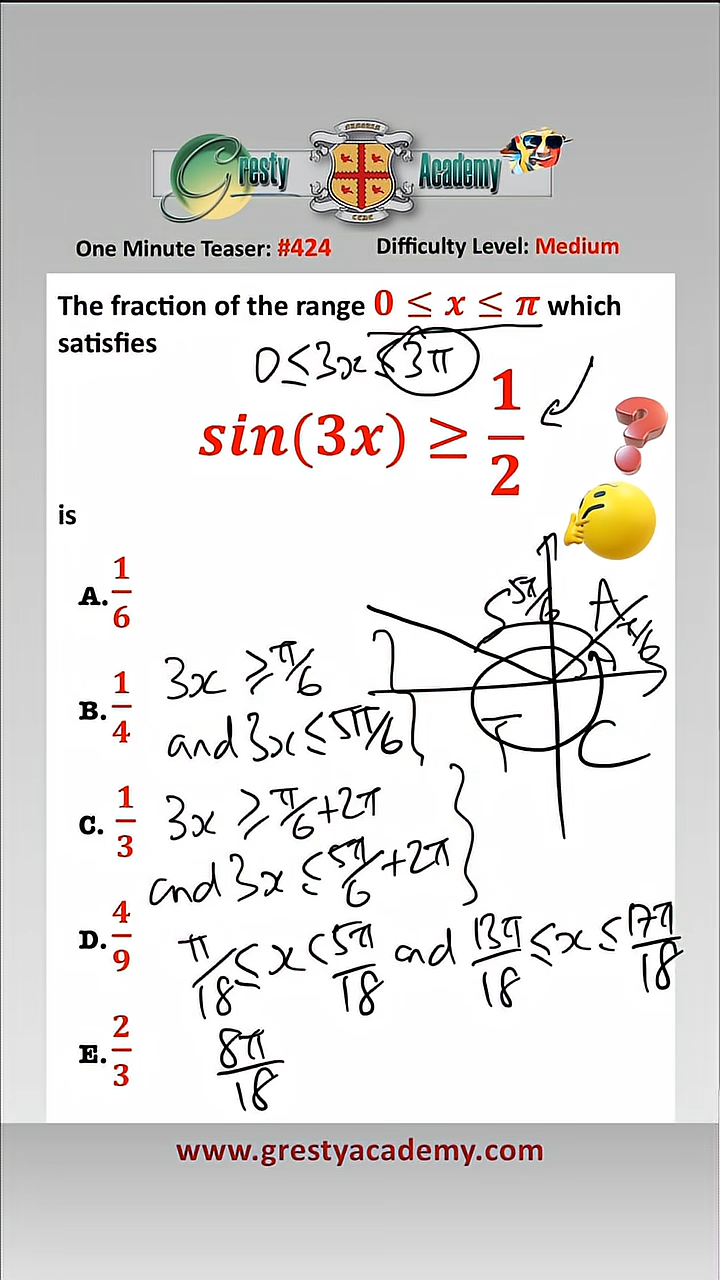 Gresty Academy
One Minute Teaser: #424 Difficulty Level: Medium
The fraction of the range 0 ≤ x ≤ π which
satisfies
0 ≤ 3x ≤ 3π
sin(3x) ≥ 1/2
is
A. 1/6
5π/6
S A π/6
T C
B. 1/4
3x ≥ π/6
and 3x ≤ 5π/6
C. 1/3
3x ≥ π/6 + 2π
and 3x ≤ 5π/6 + 2π
D. 4/9
π/18 ≤ x ≤ 5π/18 and 13π/18 ≤ x ≤ 17π/18
E. 2/3
8π/18
www.grestyacademy.com